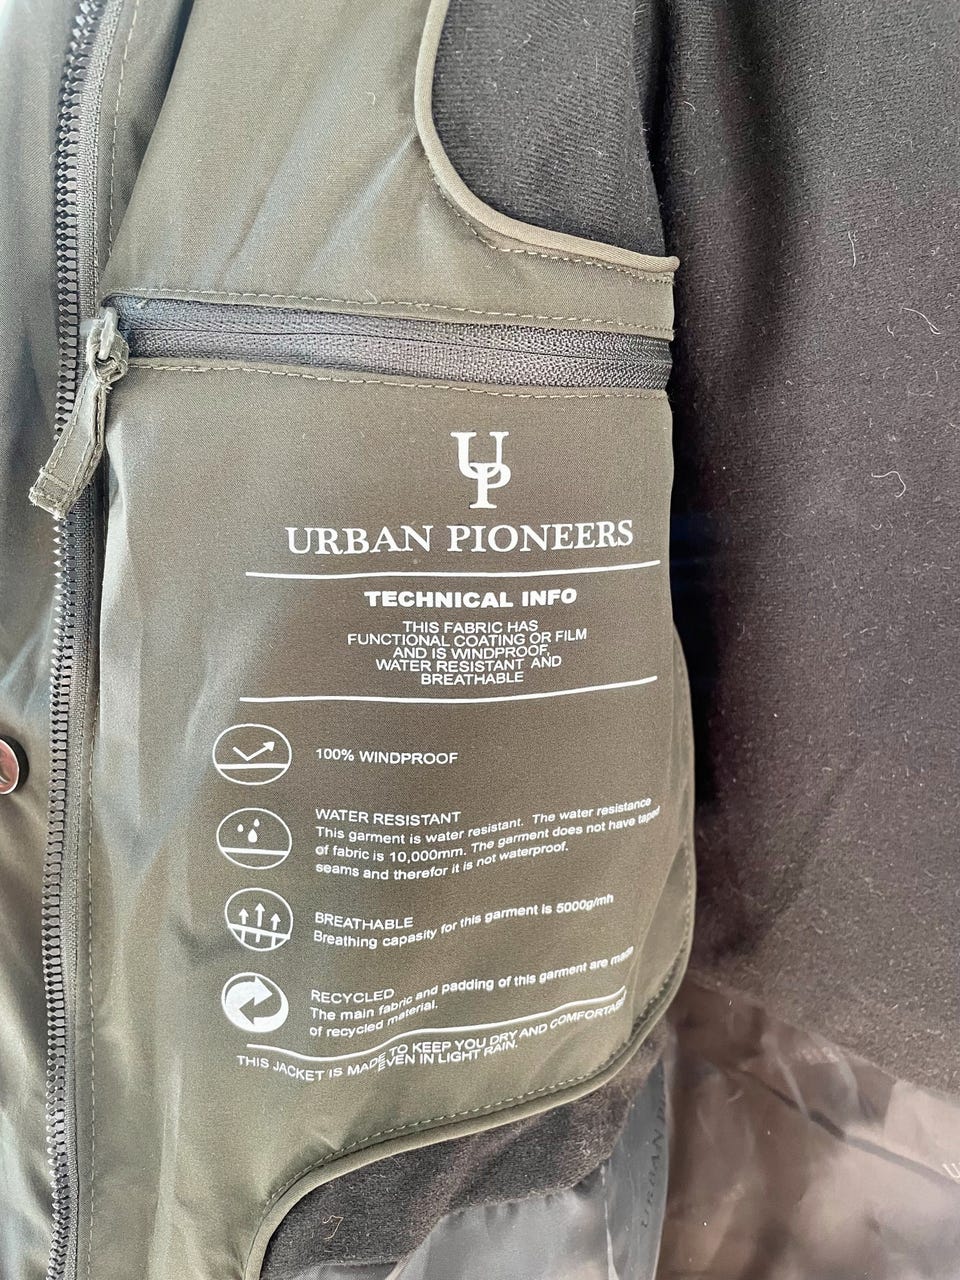 UP
URBAN PIONEERS
TECHNICAL INFO
THIS FABRIC HAS
FUNCTIONAL COATING OR FILM
AND IS WINDPROOF,
WATER RESISTANT AND
BREATHABLE
100% WINDPROOF
WATER RESISTANT
This garment is water resistant. The water resistance
of fabric is 10,000mm. The garment does not have taped
seams and therefor it is not waterproof.
BREATHABLE
Breathing capasity for this garment is 5000g/mh
RECYCLED
The main fabric and padding of this garment are made
of recycled material.
THIS JACKET IS MADE TO KEEP YOU DRY AND COMFORTABLE
EVEN IN LIGHT RAIN.
URBAN